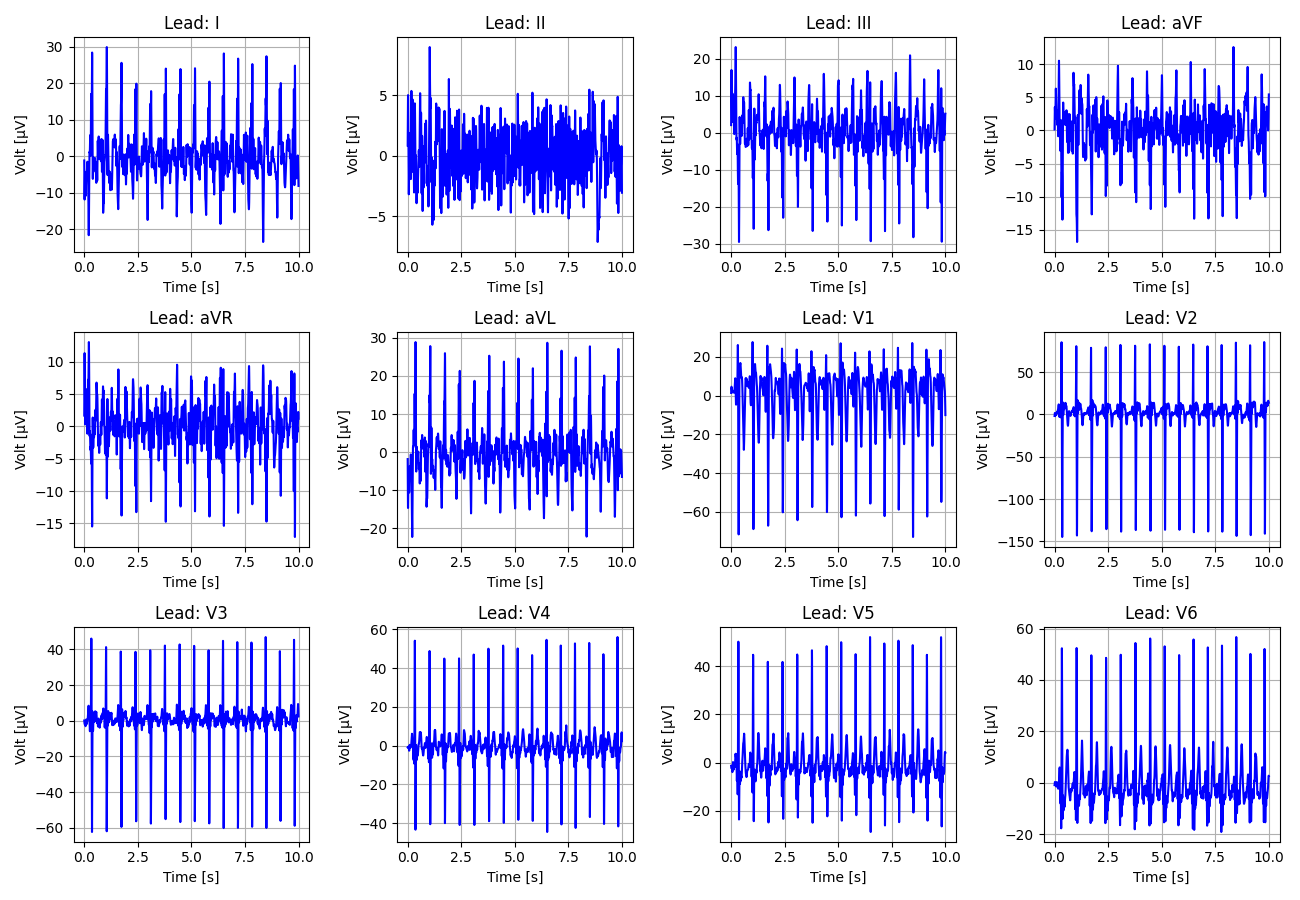 Lead: I Lead: II Lead: III Lead: aVF
Volt [µV] Volt [µV] Volt [µV] Volt [µV]
30 20 10 0 −10 −20
5 0 −5
20 10 0 −10 −20 −30
10 5 0 −5 −10 −15
0.0 2.5 5.0 7.5 10.0 0.0 2.5 5.0 7.5 10.0 0.0 2.5 5.0 7.5 10.0 0.0 2.5 5.0 7.5 10.0
Time [s] Time [s] Time [s] Time [s]
Lead: aVR Lead: aVL Lead: V1 Lead: V2
Volt [µV] Volt [µV] Volt [µV] Volt [µV]
10 5 0 −5 −10 −15
30 20 10 0 −10 −20
20 0 −20 −40 −60
50 0 −50 −100 −150
0.0 2.5 5.0 7.5 10.0 0.0 2.5 5.0 7.5 10.0 0.0 2.5 5.0 7.5 10.0 0.0 2.5 5.0 7.5 10.0
Time [s] Time [s] Time [s] Time [s]
Lead: V3 Lead: V4 Lead: V5 Lead: V6
Volt [µV] Volt [µV] Volt [µV] Volt [µV]
40 20 0 −20 −40 −60
60 40 20 0 −20 −40
40 20 0 −20
60 40 20 0 −20
0.0 2.5 5.0 7.5 10.0 0.0 2.5 5.0 7.5 10.0 0.0 2.5 5.0 7.5 10.0 0.0 2.5 5.0 7.5 10.0
Time [s] Time [s] Time [s] Time [s]